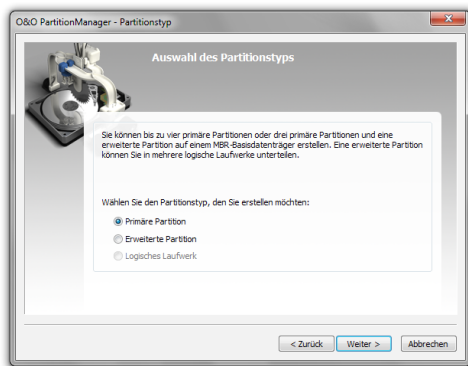 O&O PartitionManager - Partitionstyp
Auswahl des Partitionstyps
Sie können bis zu vier primäre Partitionen oder drei primäre Partitionen und eine
erweiterte Partition auf einem MBR-Basisdatenträger erstellen. Eine erweiterte Partition
können Sie in mehrere logische Laufwerke unterteilen.
Wählen Sie den Partitionstyp, den Sie erstellen möchten:
Primäre Partition
Erweiterte Partition
Logisches Laufwerk
< Zurück Weiter > Abbrechen